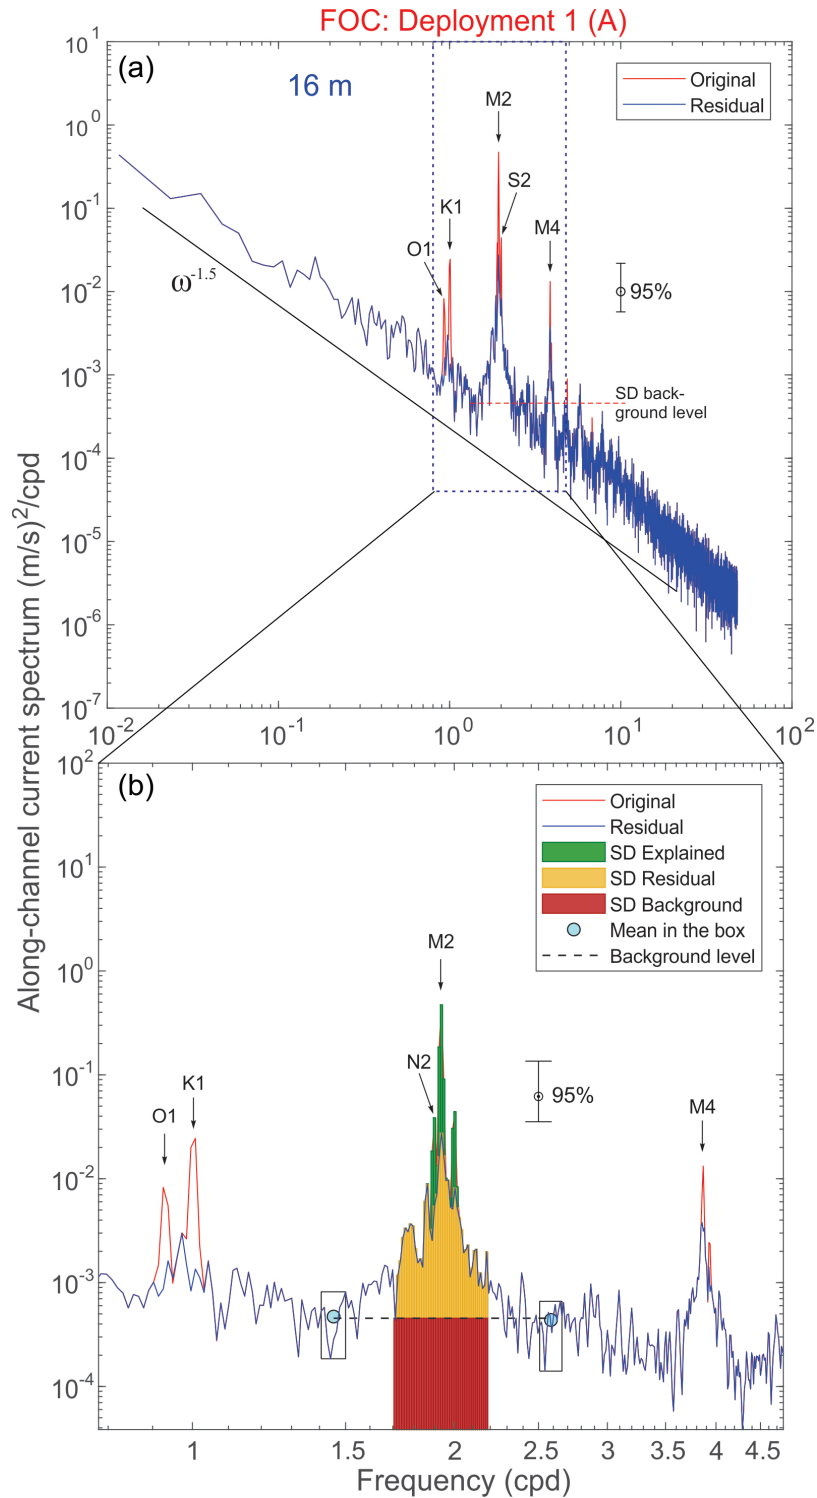 FOC: Deployment 1 (A)
(a)
16 m
Original
Residual
M2
S2
K1
O1
M4
ω^-1.5
95%
SD back-
ground level
10^1
10^0
10^-1
10^-2
10^-3
10^-4
10^-5
10^-6
10^-7
10^-2
10^-1
10^0
10^1
10^2
Along-channel current spectrum (m/s)^2/cpd
(b)
Original
Residual
SD Explained
SD Residual
SD Background
Mean in the box
Background level
M2
N2
K1
O1
M4
95%
10^2
10^1
10^0
10^-1
10^-2
10^-3
10^-4
1
1.5
2
2.5
3
3.5
4
4.5
Frequency (cpd)